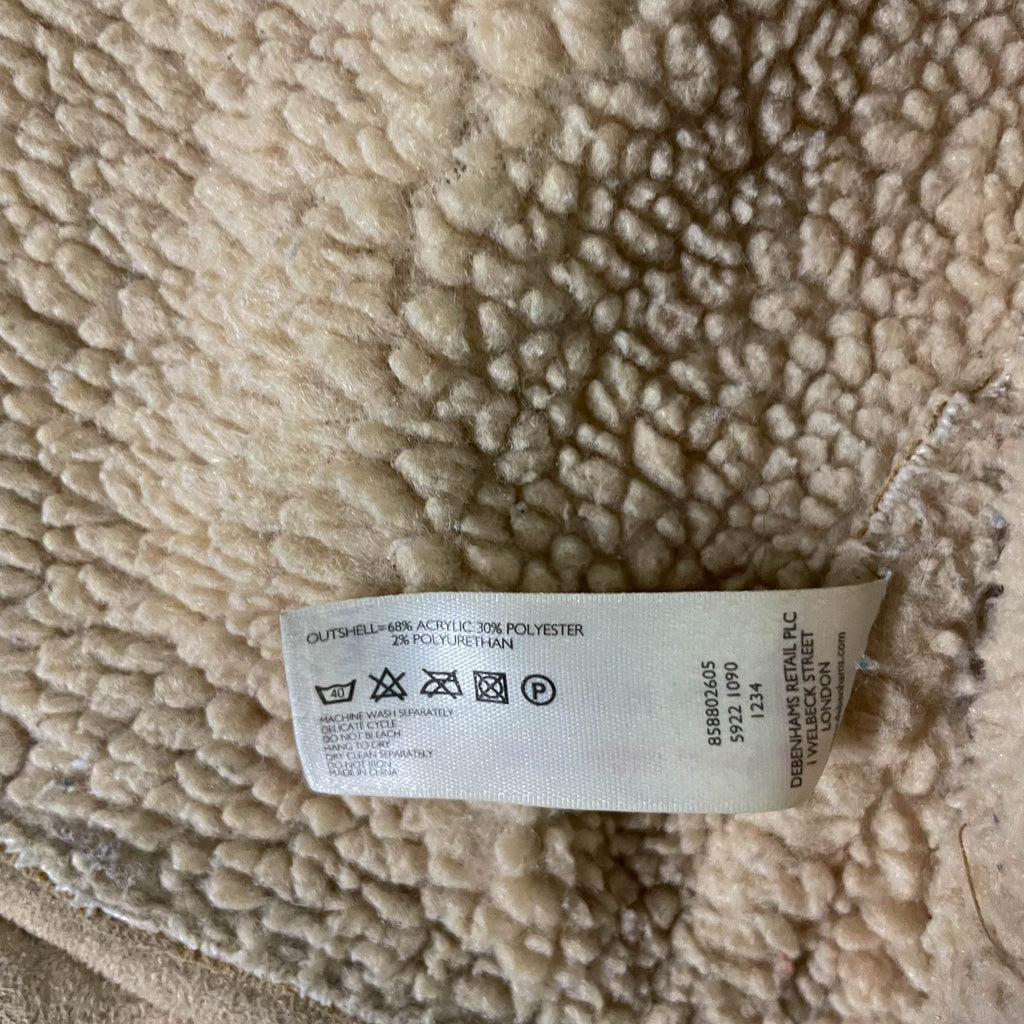 OUTSHELL=68% ACRYLIC 30% POLYESTER
2% POLYURETHAN
40
P
MACHINE WASH SEPARATELY
DELICATE CYCLE
DO NOT BLEACH
HANG TO DRY
DRY CLEAN SEPARATELY
DO NOT IRON
MADE IN CHINA
858802605
5922 1090
1234
DEBENHAMS RETAIL PLC
1 WELBECK STREET
LONDON